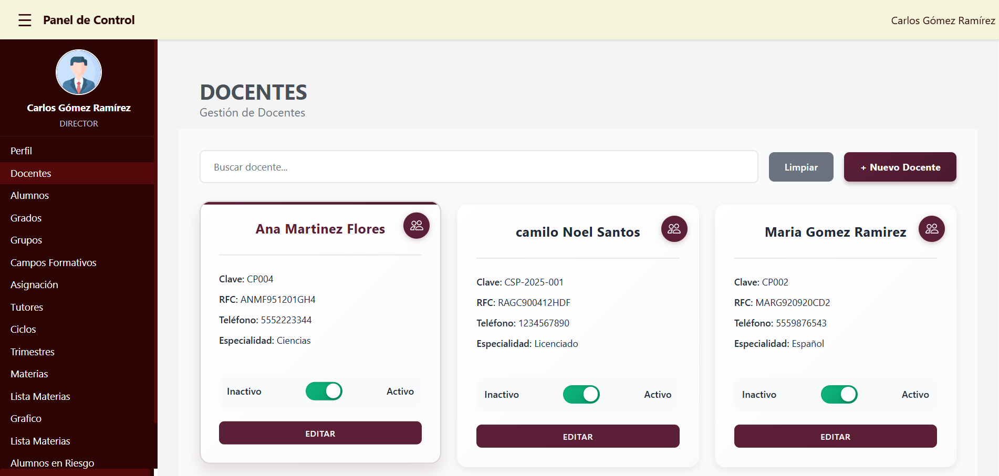 ☰ Panel de Control
Carlos Gómez Ramírez
Carlos Gómez Ramírez
DIRECTOR
Perfil
Docentes
Alumnos
Grados
Grupos
Campos Formativos
Asignación
Tutores
Ciclos
Trimestres
Materias
Lista Materias
Grafico
Lista Materias
Alumnos en Riesgo
DOCENTES
Gestión de Docentes
Buscar docente...
Limpiar
+ Nuevo Docente
Ana Martinez Flores
Clave: CP004
RFC: ANMF951201GH4
Teléfono: 5552223344
Especialidad: Ciencias
Inactivo
Activo
EDITAR
camilo Noel Santos
Clave: CSP-2025-001
RFC: RAGC900412HDF
Teléfono: 1234567890
Especialidad: Licenciado
Inactivo
Activo
EDITAR
Maria Gomez Ramirez
Clave: CP002
RFC: MARG920920CD2
Teléfono: 5559876543
Especialidad: Español
Inactivo
Activo
EDITAR